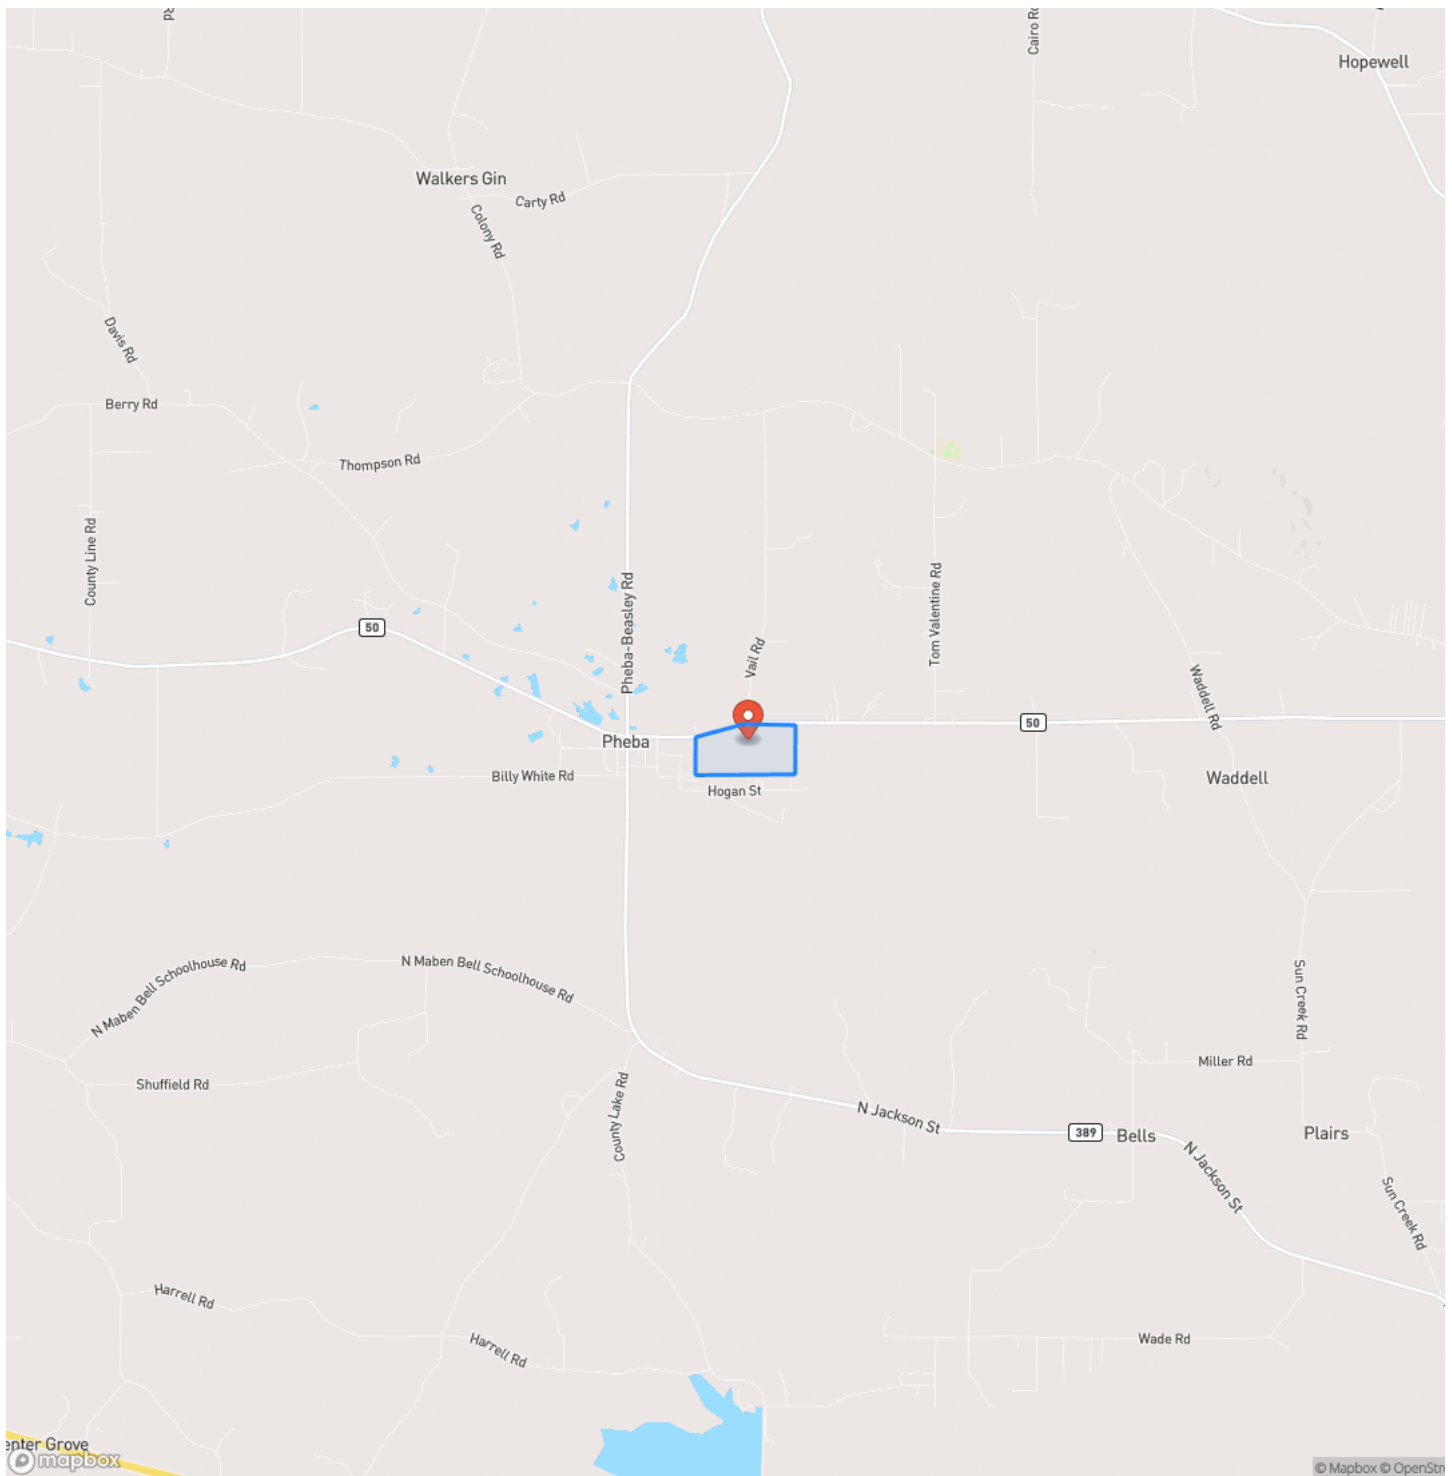 Rd
Cairo Rd
Hopewell
Walkers Gin
Carty Rd
Colony Rd
Davis Rd
Berry Rd
Thompson Rd
County Line Rd
Pheba-Beasley Rd
Tom Valentine Rd
50
Vail Rd
Waddell Rd
50
Pheba
Billy White Rd
Hogan St
Waddell
N Maben Bell Schoolhouse Rd
N Maben Bell Schoolhouse Rd
Sun Creek Rd
Shuffield Rd
County Lake Rd
Miller Rd
N Jackson St
389
Bells
Plairs
N Jackson St
Sun Creek Rd
Harrell Rd
Harrell Rd
Wade Rd
enter Grove
mapbox
© Mapbox © OpenStr